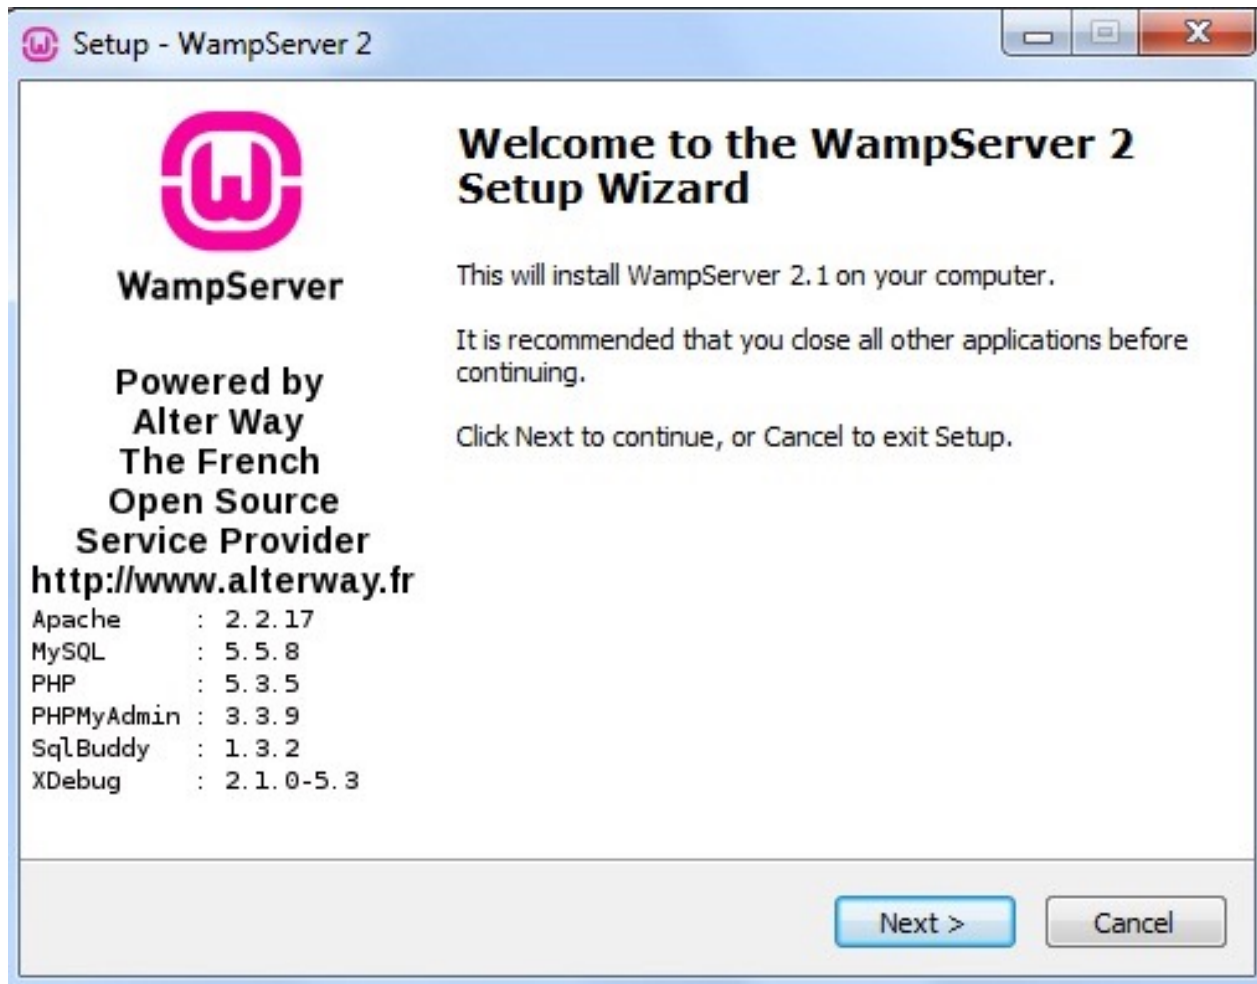 Setup - WampServer 2
WampServer
Powered by
Alter Way
The French
Open Source
Service Provider
http://www.alterway.fr
Apache : 2.2.17
MySQL : 5.5.8
PHP : 5.3.5
PHPMyAdmin : 3.3.9
SqlBuddy : 1.3.2
XDebug : 2.1.0-5.3
Welcome to the WampServer 2
Setup Wizard
This will install WampServer 2.1 on your computer.
It is recommended that you close all other applications before
continuing.
Click Next to continue, or Cancel to exit Setup.
Next >
Cancel